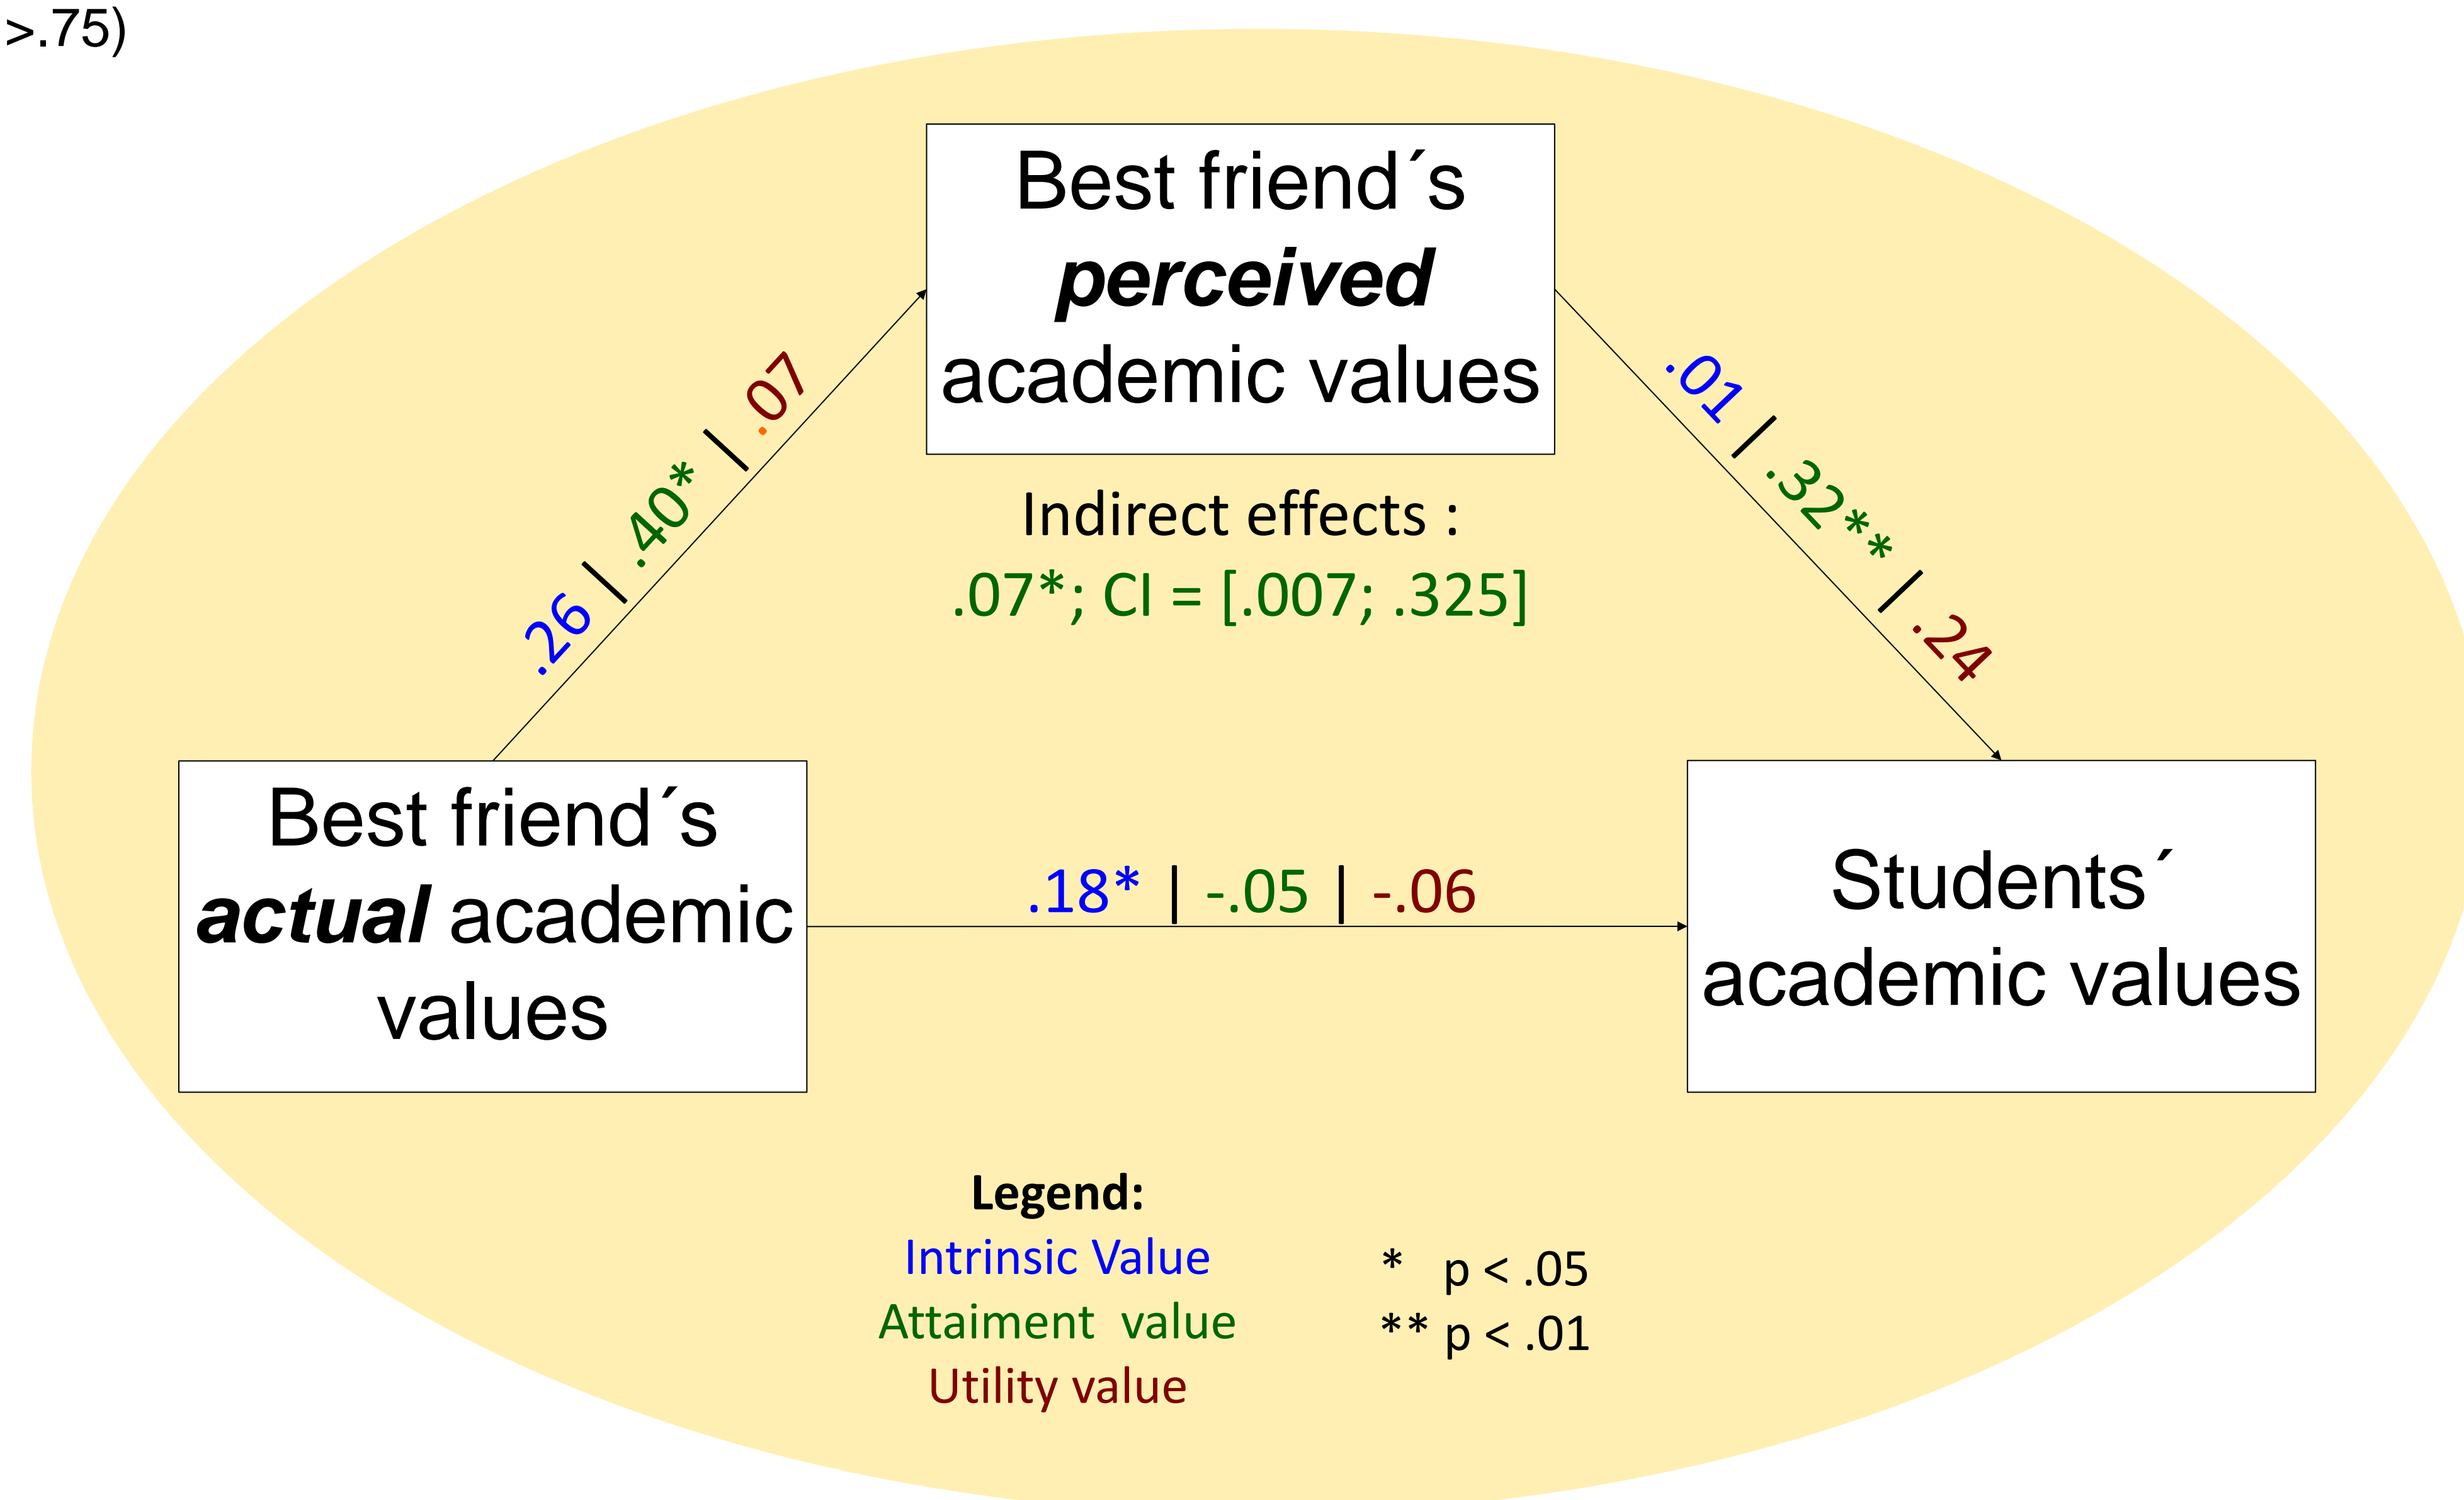 >.75)
Best friend´s
perceived
academic values
.26 | .40* | .07
.01 | .32** | .24
Indirect effects :
.07*; CI = [.007; .325]
Best friend´s
actual academic
values
.18* | -.05 | -.06
Students´
academic values
Legend:
Intrinsic Value
Attaiment value
Utility value
* p < .05
** p < .01